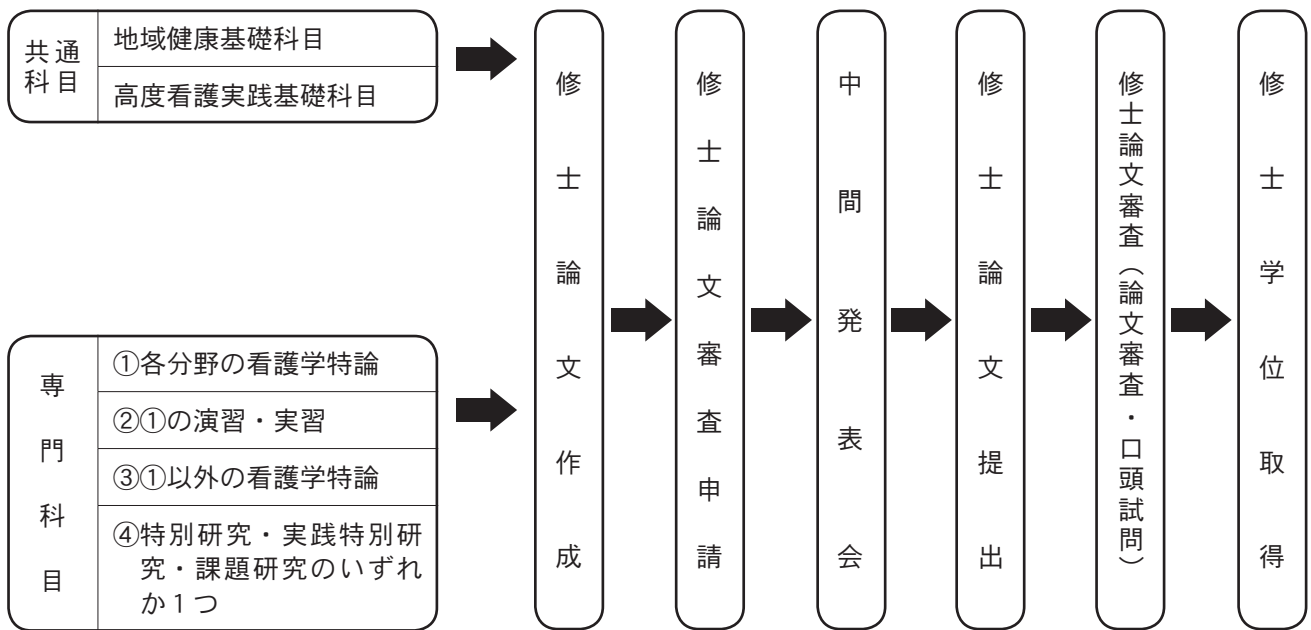 共通
科目
地域健康基礎科目
高度看護実践基礎科目
専門科目
①各分野の看護学特論
②①の演習・実習
③①以外の看護学特論
④特別研究・実践特別研
究・課題研究のいずれ
か1つ
修士論文作成
修士論文審査申請
中間発表会
修士論文提出
修士論文審査（論文審査・口頭試問）
修士学位取得